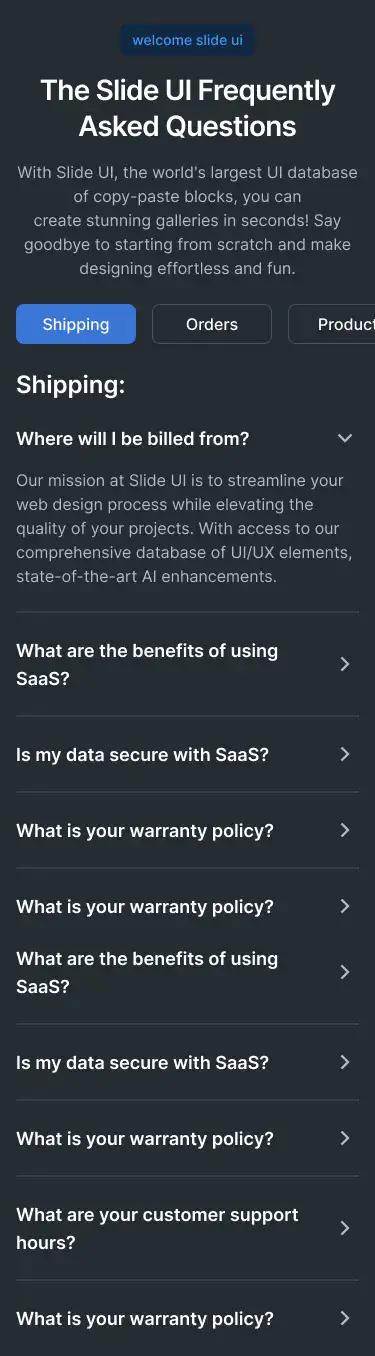 welcome slide ui
The Slide UI Frequently
Asked Questions
With Slide UI, the world's largest UI database
of copy-paste blocks, you can
create stunning galleries in seconds! Say
goodbye to starting from scratch and make
designing effortless and fun.
Shipping Orders Product
Shipping:
Where will I be billed from?
Our mission at Slide UI is to streamline your
web design process while elevating the
quality of your projects. With access to our
comprehensive database of UI/UX elements,
state-of-the-art AI enhancements.
What are the benefits of using
SaaS?
Is my data secure with SaaS?
What is your warranty policy?
What is your warranty policy?
What are the benefits of using
SaaS?
Is my data secure with SaaS?
What is your warranty policy?
What are your customer support
hours?
What is your warranty policy?